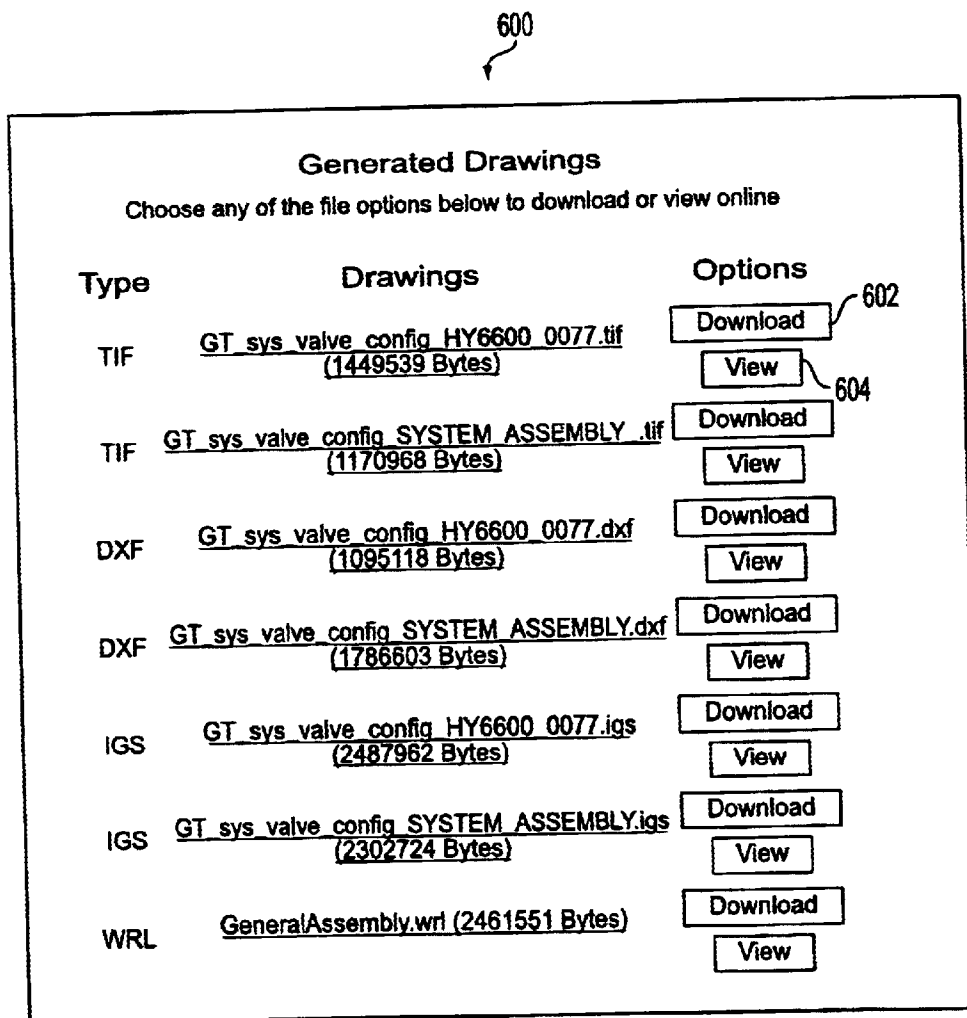 600
Generated Drawings
Choose any of the file options below to download or view online
Type Drawings Options
TIF GT_sys_valve_config_HY6600_0077.tif Download 602
(1449539 Bytes) View 604
TIF GT_sys_valve_config_SYSTEM_ASSEMBLY_.tif Download
(1170968 Bytes) View
DXF GT_sys_valve_config_HY6600_0077.dxf Download
(1095118 Bytes) View
DXF GT_sys_valve_config_SYSTEM_ASSEMBLY.dxf Download
(1786603 Bytes) View
IGS GT_sys_valve_config_HY6600_0077.igs Download
(2487962 Bytes) View
IGS GT_sys_valve_config_SYSTEM_ASSEMBLY.igs Download
(2302724 Bytes) View
WRL GeneralAssembly.wrl (2461551 Bytes) Download
View